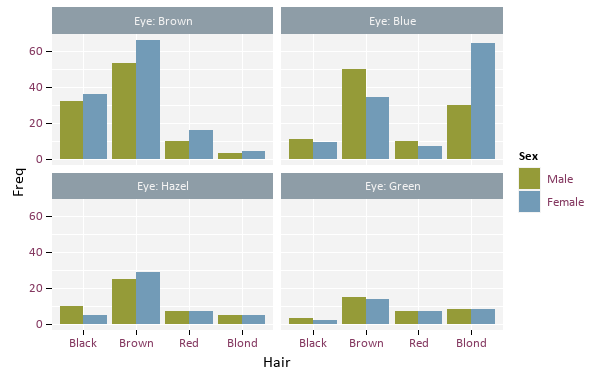 Eye: Brown
Eye: Blue
60
40
20
0
Eye: Hazel
Eye: Green
60
40
20
0
Black
Brown
Red
Blond
Black
Brown
Red
Blond
Hair
Freq
Sex
Male
Female